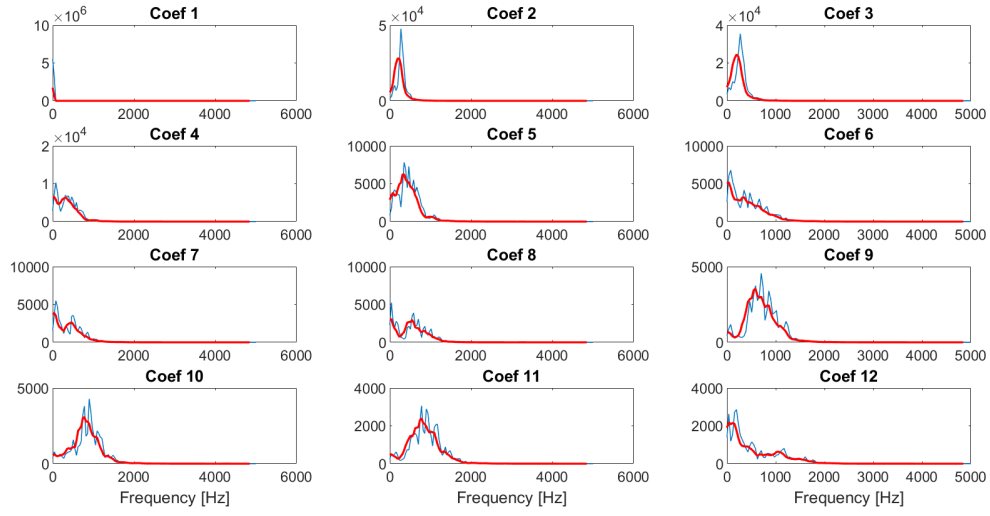 Coef 1 Coef 2 Coef 3
×10^6 ×10^4 ×10^4
10 5 4
5 2
0 0 0
0 2000 4000 6000 0 2000 4000 6000 0 1000 2000 3000 4000 5000
Coef 4 Coef 5 Coef 6
×10^4
2 10000 10000
1 5000 5000
0 0 0
0 2000 4000 6000 0 2000 4000 6000 0 1000 2000 3000 4000 5000
Coef 7 Coef 8 Coef 9
10000 10000 5000
5000 5000
0 0 0
0 2000 4000 6000 0 2000 4000 6000 0 1000 2000 3000 4000 5000
Coef 10 Coef 11 Coef 12
5000 4000 4000
2000 2000
0 0 0
0 2000 4000 6000 0 2000 4000 6000 0 1000 2000 3000 4000 5000
Frequency [Hz] Frequency [Hz] Frequency [Hz]